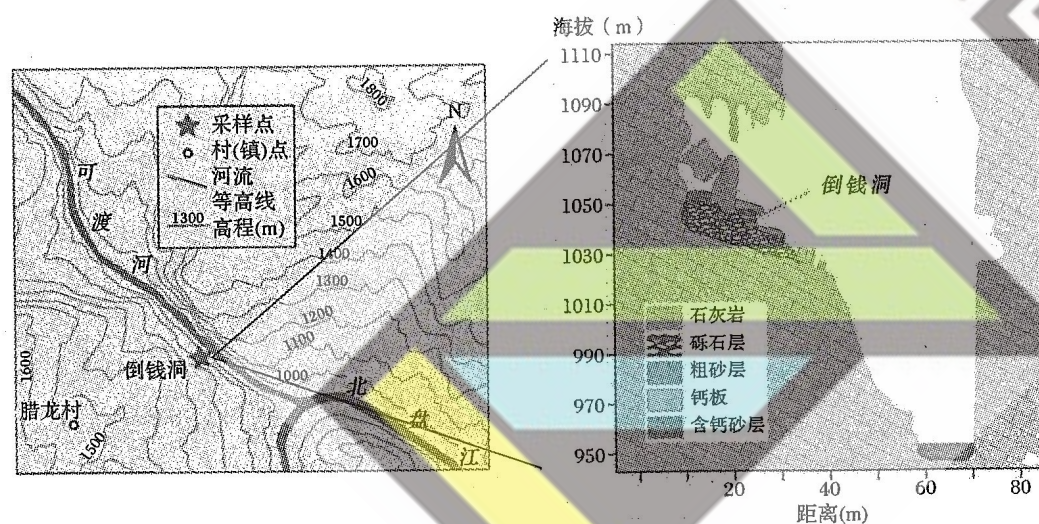 海拔（m）
1110
1090
1070
1050
1030
1010
990
970
950
20
40
60
80
距离(m)
倒钱洞
石灰岩
砾石层
粗砂层
钙板
含钙砂层
N
采样点
村(镇)点
河流
等高线
1300 高程(m)
可渡河
1800
1700
1600
1500
1400
1300
1200
1100
1000
倒钱洞
1600
腊龙村
1500
北盘江